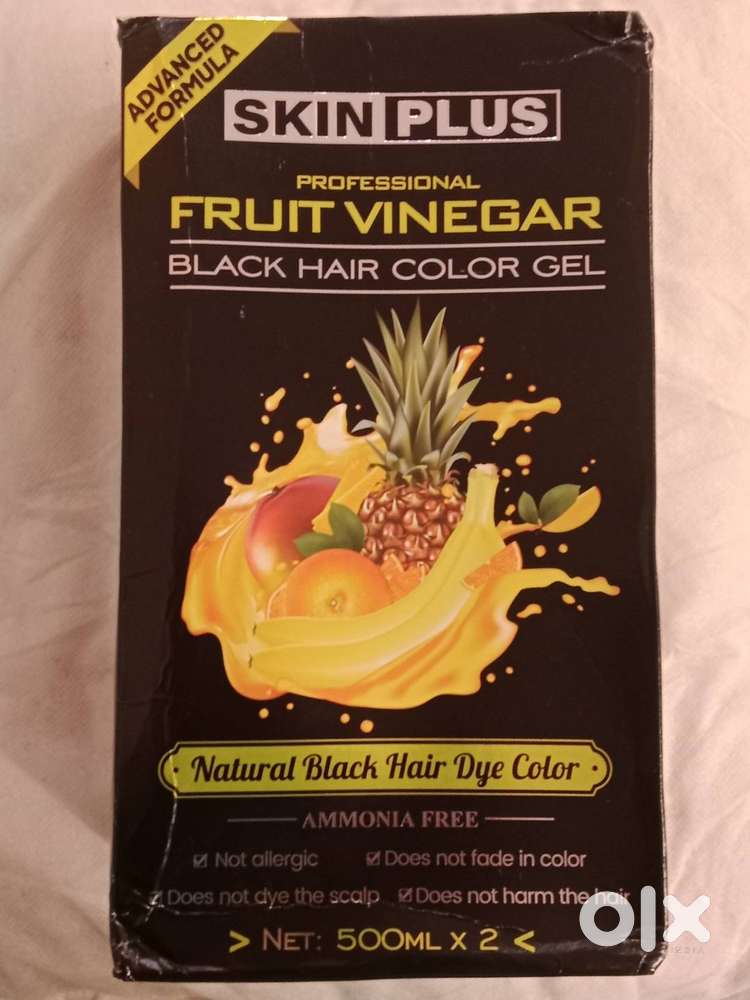 ADVANCED
FORMULA
SKIN PLUS
PROFESSIONAL
FRUIT VINEGAR
BLACK HAIR COLOR GEL
Natural Black Hair Dye Color
AMMONIA FREE
Not allergic Does not fade in color
Does not dye the scalp Does not harm the hair
> NET: 500ML X 2 <
olx